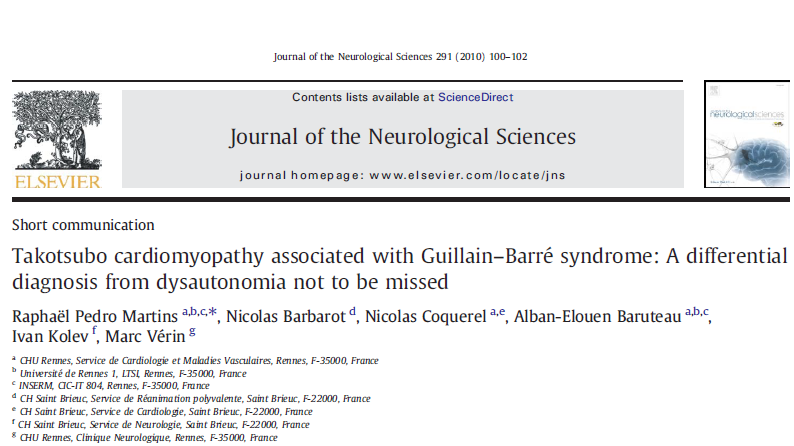 Journal of the Neurological Sciences 291 (2010) 100–102
Contents lists available at ScienceDirect
Journal of the Neurological Sciences
journal homepage: www.elsevier.com/locate/jns
ELSEVIER
neurologicalsciences
Short communication
Takotsubo cardiomyopathy associated with Guillain–Barré syndrome: A differential
diagnosis from dysautonomia not to be missed
Raphaël Pedro Martins a,b,c,*, Nicolas Barbarot d, Nicolas Coquerel a,e, Alban-Elouen Baruteau a,b,c,
Ivan Kolev f, Marc Vérin g
a CHU Rennes, Service de Cardiologie et Maladies Vasculaires, Rennes, F-35000, France
b Université de Rennes 1, LTSI, Rennes, F-35000, France
c INSERM, CIC-IT 804, Rennes, F-35000, France
d CH Saint Brieuc, Service de Réanimation polyvalente, Saint Brieuc, F-22000, France
e CH Saint Brieuc, Service de Cardiologie, Saint Brieuc, F-22000, France
f CH Saint Brieuc, Service de Neurologie, Saint Brieuc, F-22000, France
g CHU Rennes, Clinique Neurologique, Rennes, F-35000, France